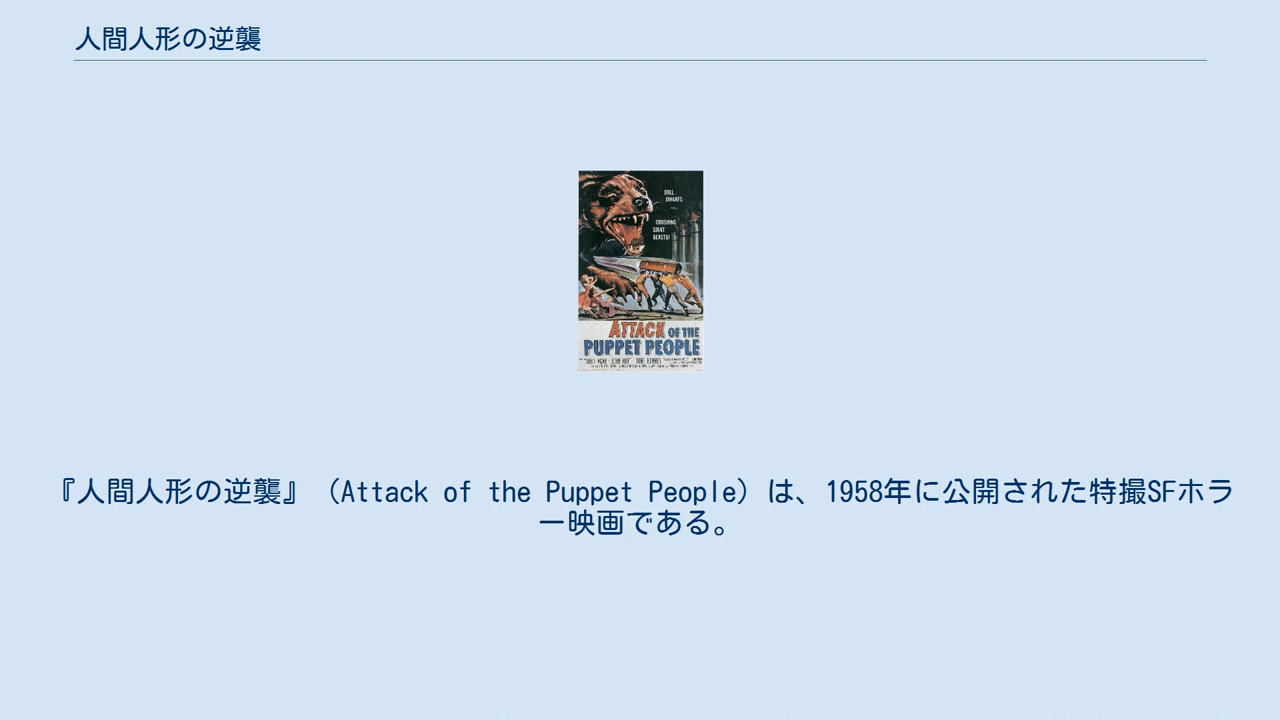 人間人形の逆襲
DOLL
DWARFS
CRUSHING
GIANT
BEASTS!
ATTACK OF THE
PUPPET PEOPLE
『人間人形の逆襲』（Attack of the Puppet People）は、1958年に公開された特撮SFホラ
ー映画である。